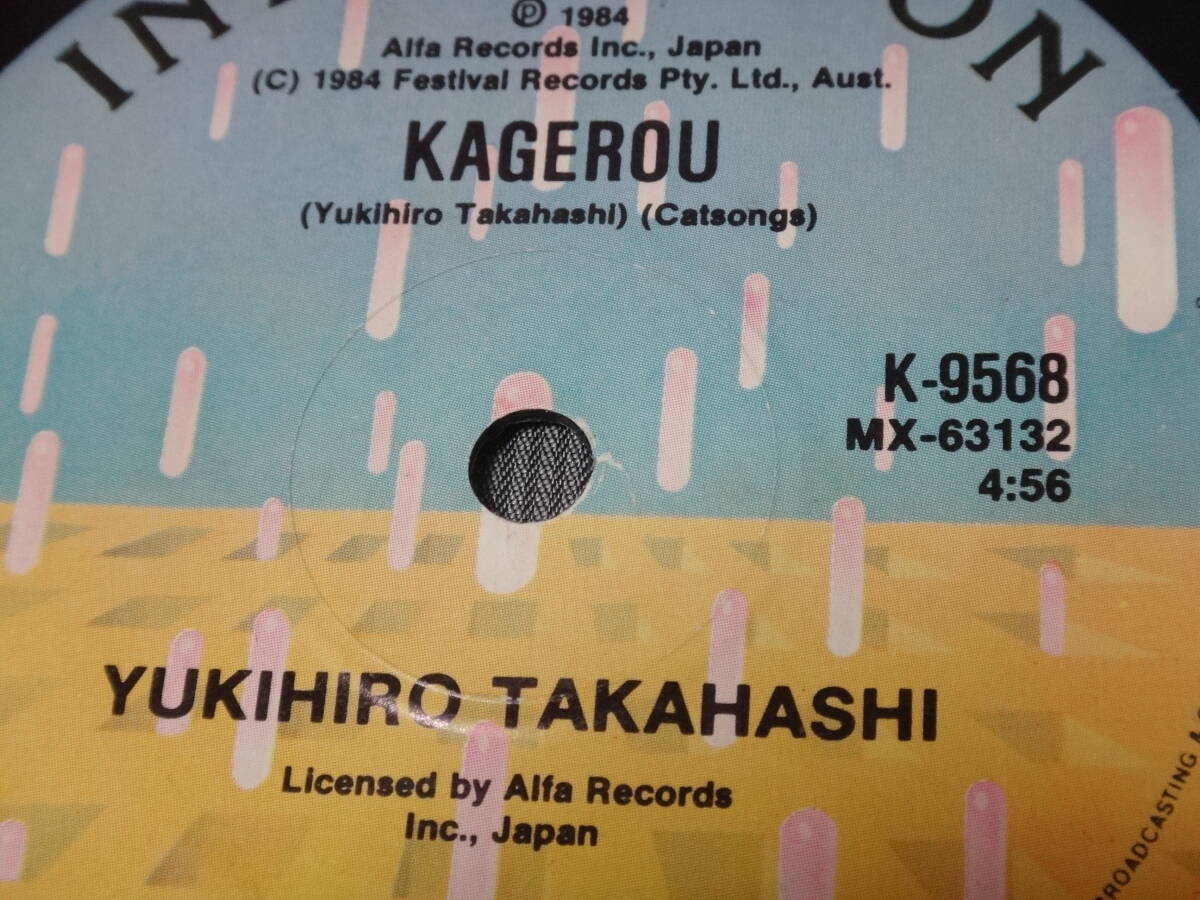 ℗ 1984
Alfa Records Inc., Japan
(C) 1984 Festival Records Pty. Ltd., Aust.
KAGEROU
(Yukihiro Takahashi) (Catsongs)
K-9568
MX-63132
4:56
YUKIHIRO TAKAHASHI
Licensed by Alfa Records
Inc., Japan
BROADCASTING &